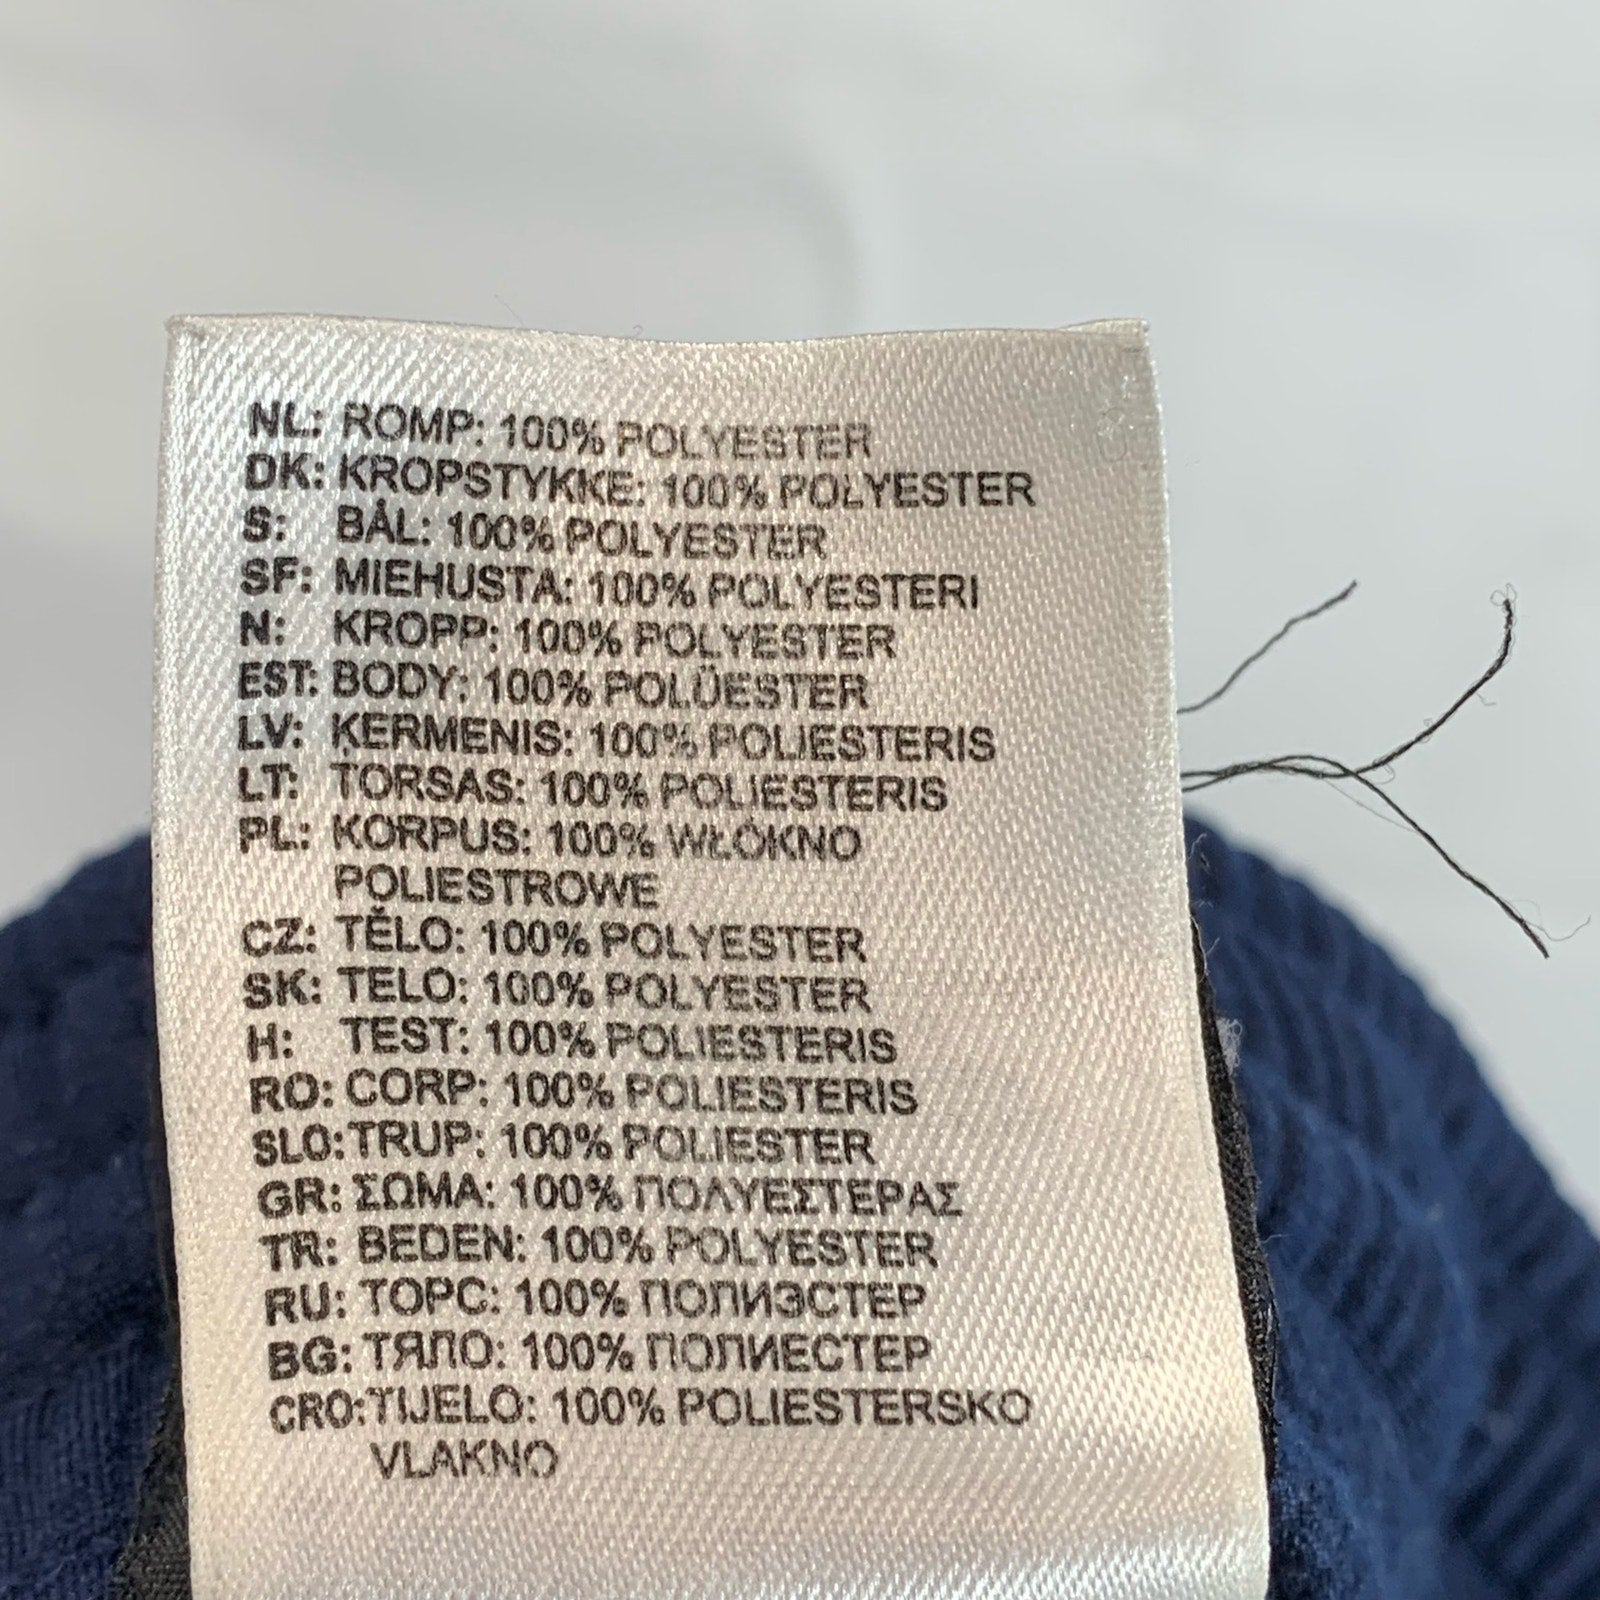 NL: ROMP: 100% POLYESTER
DK: KROPSTYKKE: 100% POLYESTER
S: BÅL: 100% POLYESTER
SF: MIEHUSTA: 100% POLYESTERI
N: KROPP: 100% POLYESTER
EST: BODY: 100% POLÜESTER
LV: ĶERMENIS: 100% POLIESTERIS
LT: TORSAS: 100% POLIESTERIS
PL: KORPUS: 100% WŁÓKNO
POLIESTROWE
CZ: TĚLO: 100% POLYESTER
SK: TELO: 100% POLYESTER
H: TEST: 100% POLIESTERIS
RO: CORP: 100% POLIESTERIS
SLO: TRUP: 100% POLIESTER
GR: ΣΩΜΑ: 100% ΠΟΛΥΕΣΤΕΡΑΣ
TR: BEDEN: 100% POLYESTER
RU: ТОРС: 100% ПОЛИЭСТЕР
BG: ТЯЛО: 100% ПОЛИЕСТЕР
CRO: TIJELO: 100% POLIESTERSKO
VLAKNO